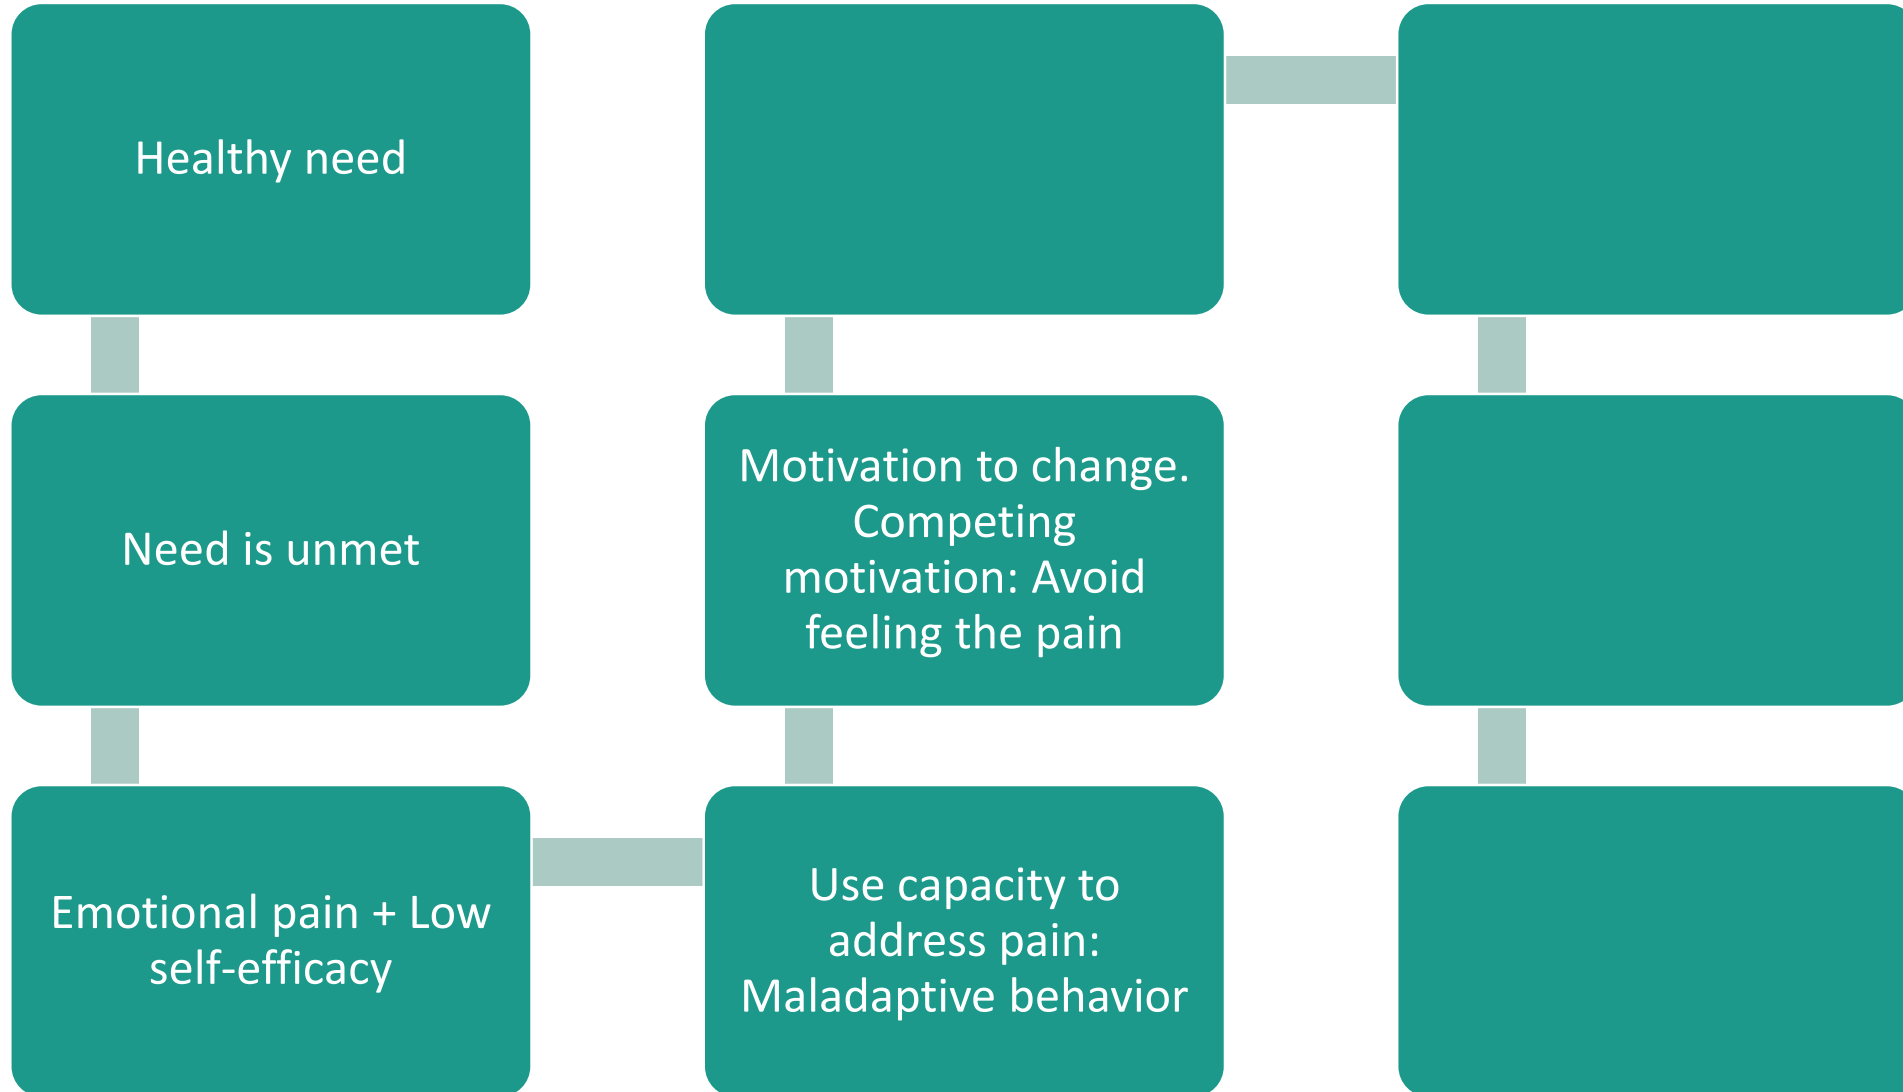 Healthy need
Need is unmet
Emotional pain + Low
self-efficacy
Use capacity to
address pain:
Maladaptive behavior
Motivation to change.
Competing
motivation: Avoid
feeling the pain